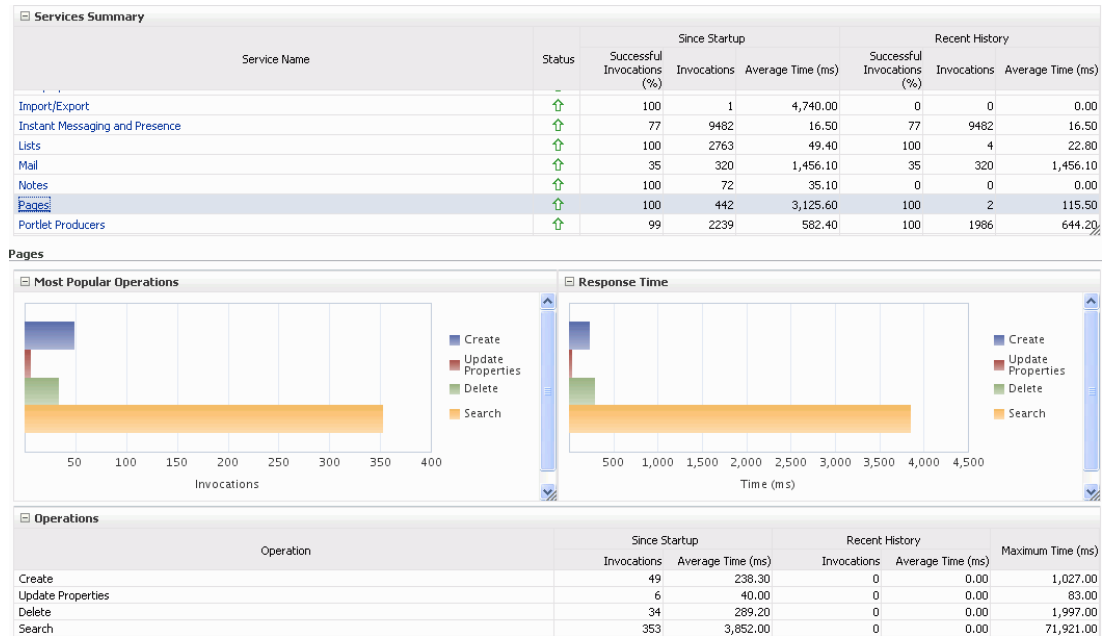 Services Summary
Service Name Status Since Startup Recent History
Successful Invocations (%) Invocations Average Time (ms) Successful Invocations (%) Invocations Average Time (ms)
Import/Export 100 1 4,740.00 0 0 0.00
Instant Messaging and Presence 77 9482 16.50 77 9482 16.50
Lists 100 2763 49.40 100 4 22.80
Mail 35 320 1,456.10 35 320 1,456.10
Notes 100 72 35.10 0 0 0.00
Pages 100 442 3,125.60 100 2 115.50
Portlet Producers 99 2239 582.40 100 1986 644.20
Pages
Most Popular Operations
Create
Update Properties
Delete
Search
50 100 150 200 250 300 350 400
Invocations
Response Time
Create
Update Properties
Delete
Search
500 1,000 1,500 2,000 2,500 3,000 3,500 4,000 4,500
Time (ms)
Operations
Operation Since Startup Recent History Maximum Time (ms)
Invocations Average Time (ms) Invocations Average Time (ms)
Create 49 238.30 0 0.00 1,027.00
Update Properties 6 40.00 0 0.00 83.00
Delete 34 289.20 0 0.00 1,997.00
Search 353 3,852.00 0 0.00 71,921.00